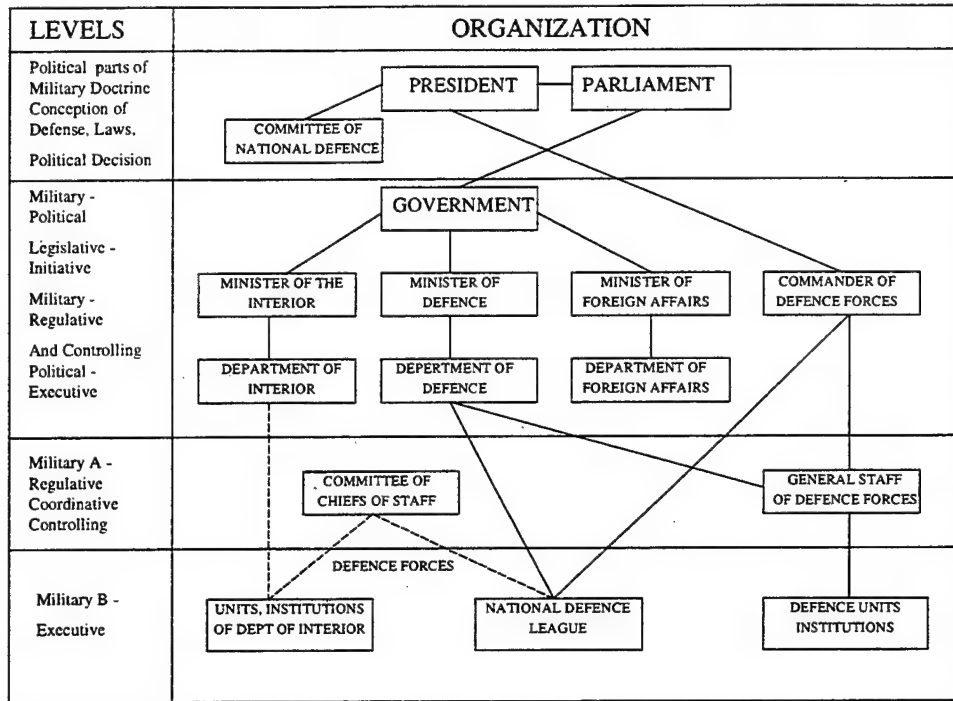 LEVELS
ORGANIZATION
Political parts of
Military Doctrine
Conception of
Defense, Laws,
Political Decision
PRESIDENT
PARLIAMENT
COMMITTEE OF
NATIONAL DEFENCE
Military -
Political
Legislative -
Initiative
Military -
Regulative
And Controlling
Political -
Executive
GOVERNMENT
MINISTER OF THE
INTERIOR
MINISTER OF
DEFENCE
MINISTER OF
FOREIGN AFFAIRS
COMMANDER OF
DEFENCE FORCES
DEPARTMENT OF
INTERIOR
DEPERTMENT OF
DEFENCE
DEPARTMENT OF
FOREIGN AFFAIRS
Military A -
Regulative
Coordinative
Controlling
COMMITTEE OF
CHIEFS OF STAFF
GENERAL STAFF
OF DEFENCE FORCES
Military B -
Executive
DEFENCE FORCES
UNITS, INSTITUTIONS
OF DEPT OF INTERIOR
NATIONAL DEFENCE
LEAGUE
DEFENCE UNITS
INSTITUTIONS